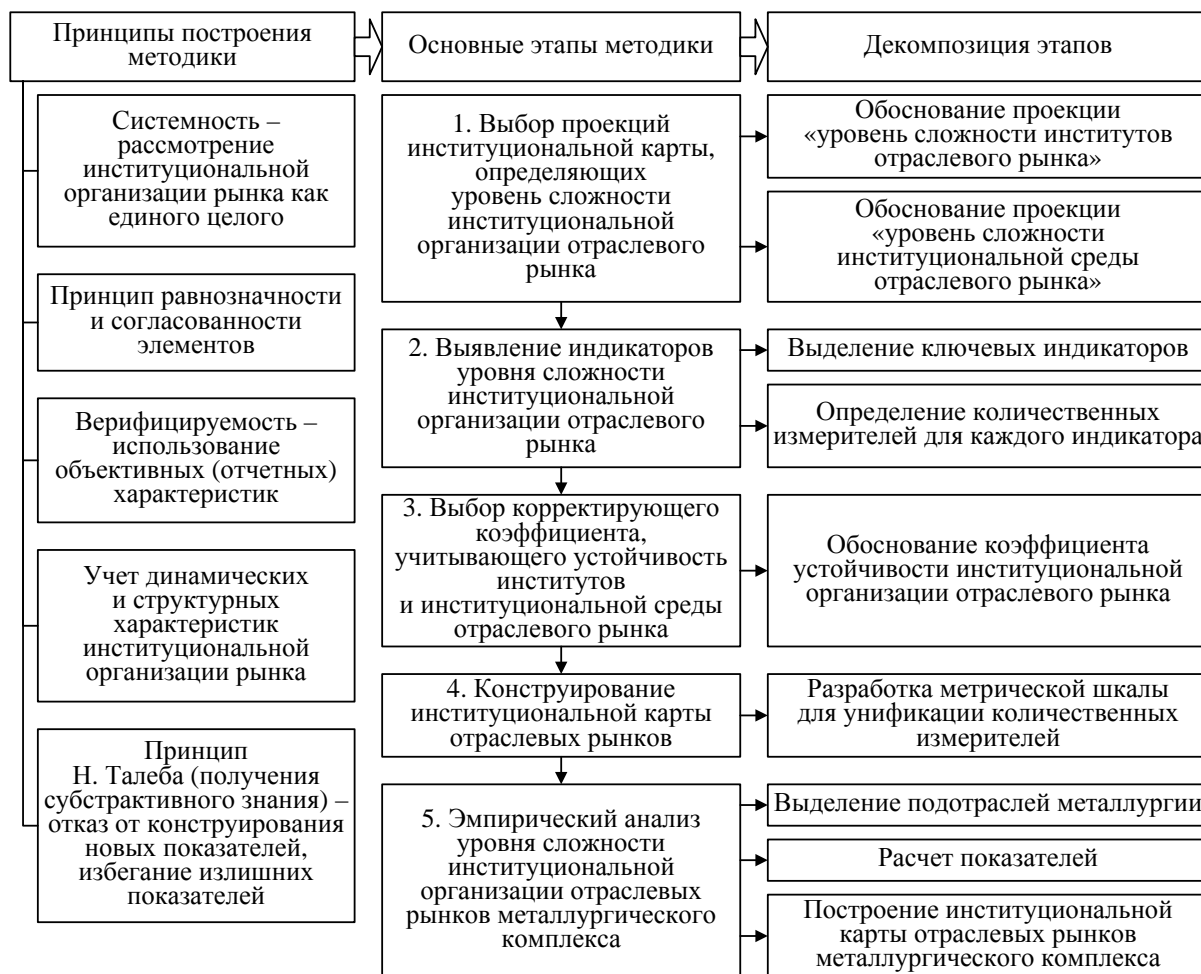 Принципы построения
методики
Основные этапы методики
Декомпозиция этапов
Системность –
рассмотрение
институциональной
организации рынка как
единого целого
Принцип равнозначности
и согласованности
элементов
Верифицируемость –
использование
объективных (отчетных)
характеристик
Учет динамических
и структурных
характеристик
институциональной
организации рынка
Принцип
Н. Талеба (получения
субстрактивного знания) –
отказ от конструирования
новых показателей,
избегание излишних
показателей
1. Выбор проекций
институциональной карты,
определяющих
уровень сложности
институциональной
организации отраслевого
рынка
2. Выявление индикаторов
уровня сложности
институциональной
организации отраслевого
рынка
3. Выбор корректирующего
коэффициента,
учитывающего устойчивость
институтов
и институциональной среды
отраслевого рынка
4. Конструирование
институциональной карты
отраслевых рынков
5. Эмпирический анализ
уровня сложности
институциональной
организации отраслевых
рынков металлургического
комплекса
Обоснование проекции
«уровень сложности институтов
отраслевого рынка»
Обоснование проекции
«уровень сложности
институциональной среды
отраслевого рынка»
Выделение ключевых индикаторов
Определение количественных
измерителей для каждого индикатора
Обоснование коэффициента
устойчивости институциональной
организации отраслевого рынка
Разработка метрической шкалы
для унификации количественных
измерителей
Выделение подотраслей металлургии
Расчет показателей
Построение институциональной
карты отраслевых рынков
металлургического комплекса